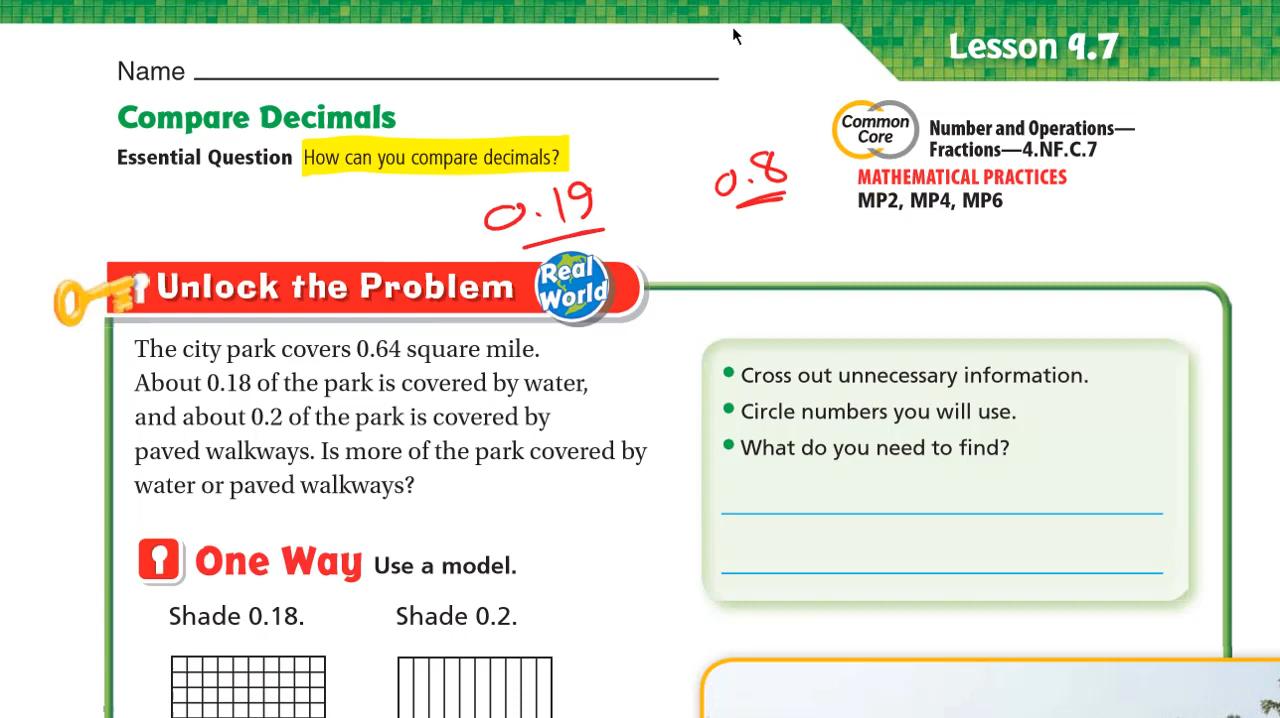 Lesson 9.7
Name
Compare Decimals
Essential Question How can you compare decimals?
Common Core
Number and Operations—
Fractions—4.NF.C.7
MATHEMATICAL PRACTICES
MP2, MP4, MP6
0.19
0.8
Unlock the Problem
Real World
The city park covers 0.64 square mile.
About 0.18 of the park is covered by water,
and about 0.2 of the park is covered by
paved walkways. Is more of the park covered by
water or paved walkways?
• Cross out unnecessary information.
• Circle numbers you will use.
• What do you need to find?
One Way Use a model.
Shade 0.18.
Shade 0.2.